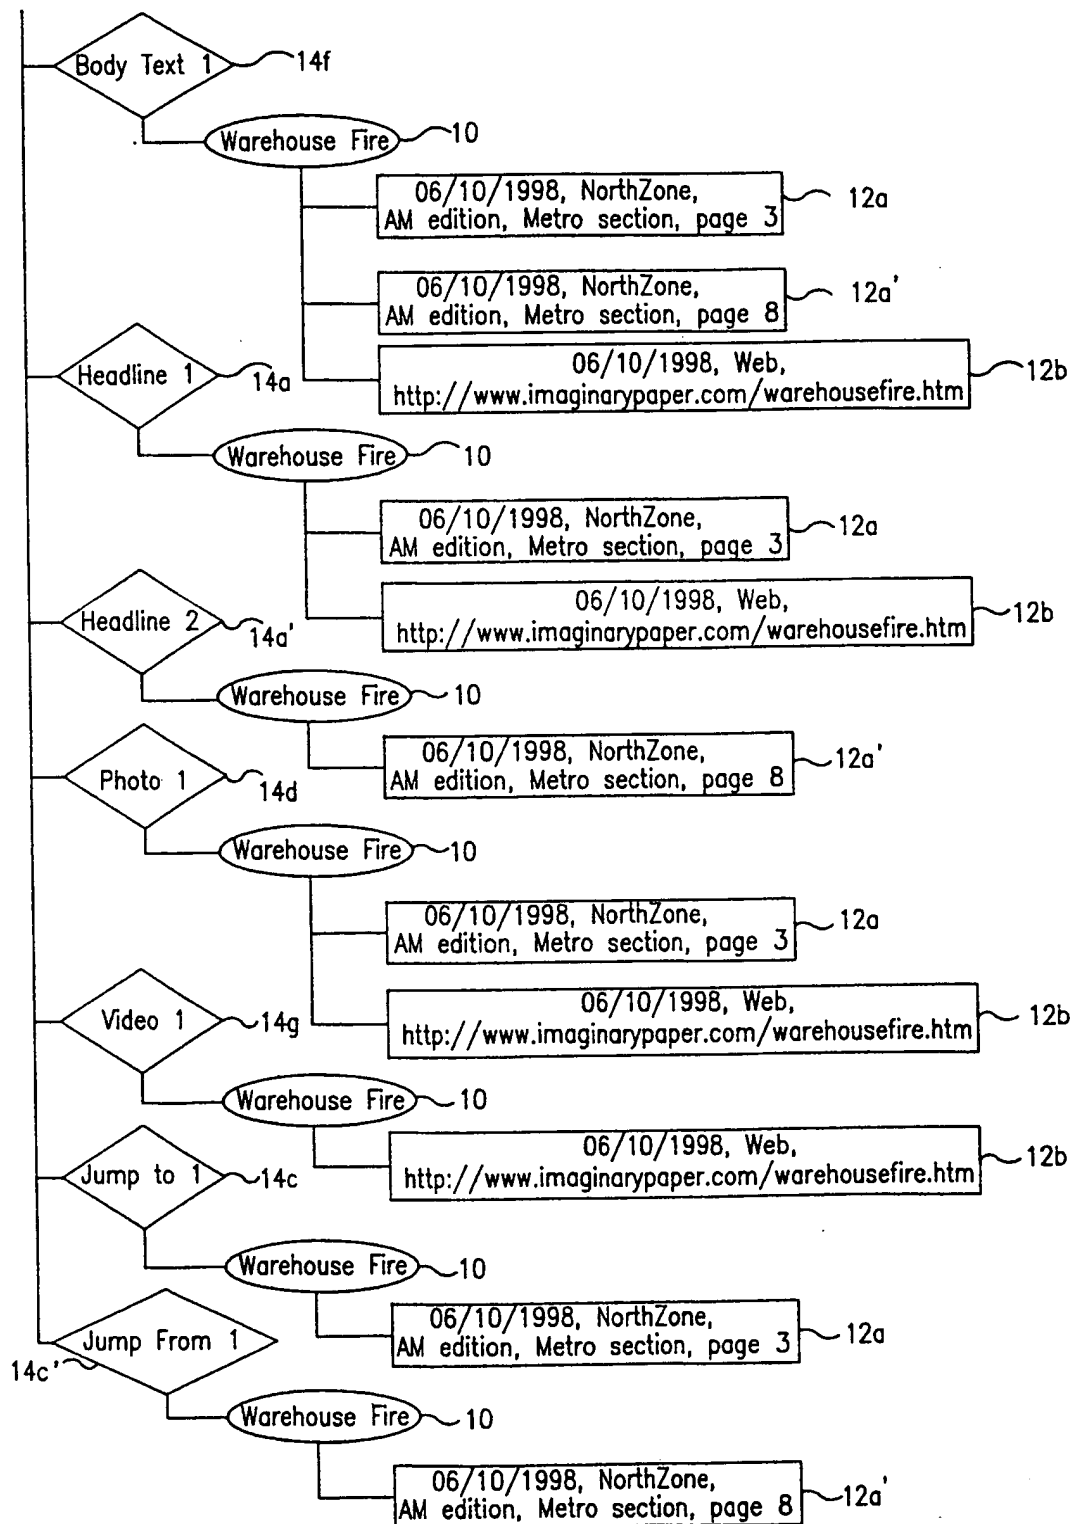 Body Text 1
14f
Warehouse Fire
10
06/10/1998, NorthZone,
AM edition, Metro section, page 3
12a
06/10/1998, NorthZone,
AM edition, Metro section, page 8
12a'
Headline 1
14a
06/10/1998, Web,
http://www.imaginarypaper.com/warehousefire.htm
12b
Warehouse Fire
10
06/10/1998, NorthZone,
AM edition, Metro section, page 3
12a
Headline 2
14a'
06/10/1998, Web,
http://www.imaginarypaper.com/warehousefire.htm
12b
Warehouse Fire
10
06/10/1998, NorthZone,
AM edition, Metro section, page 8
12a'
Photo 1
14d
Warehouse Fire
10
06/10/1998, NorthZone,
AM edition, Metro section, page 3
12a
Video 1
14g
06/10/1998, Web,
http://www.imaginarypaper.com/warehousefire.htm
12b
Warehouse Fire
10
06/10/1998, Web,
http://www.imaginarypaper.com/warehousefire.htm
12b
Jump to 1
14c
Warehouse Fire
10
06/10/1998, NorthZone,
AM edition, Metro section, page 3
12a
Jump From 1
14c'
Warehouse Fire
10
06/10/1998, NorthZone,
AM edition, Metro section, page 8
12a'